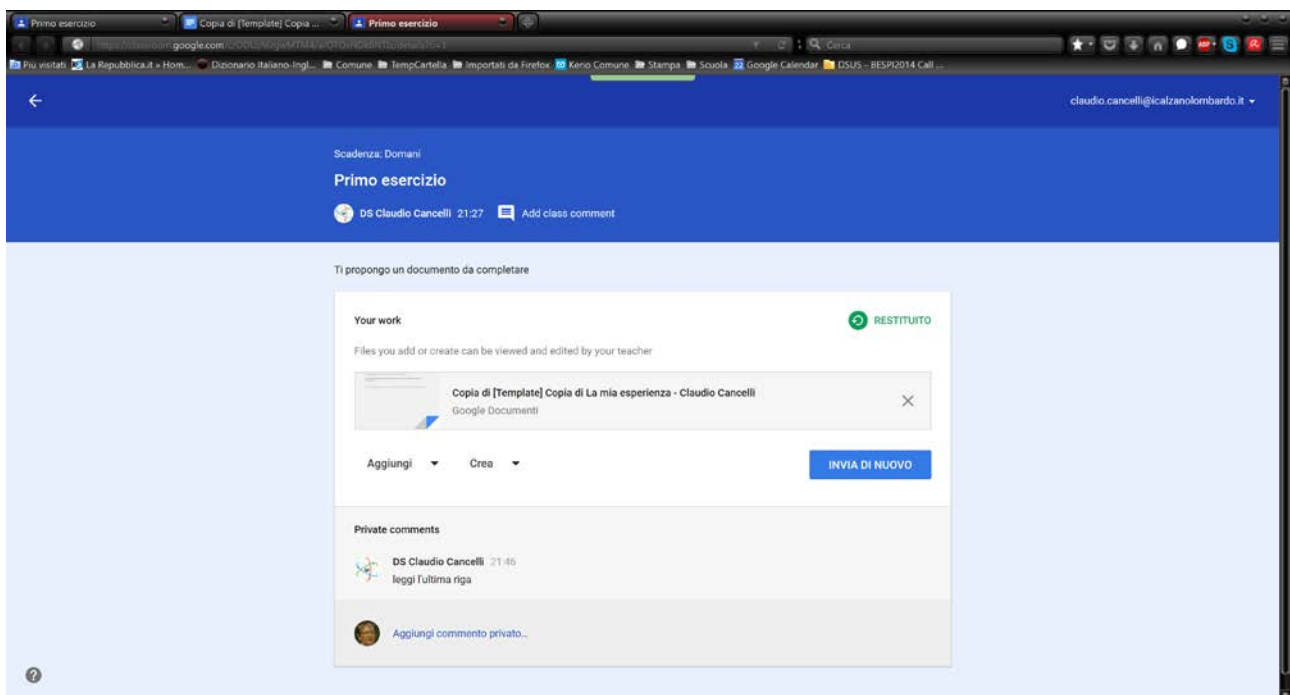 Primo esercizio
Copia di [Template] Copia ...
Primo esercizio
google.com
Cerca
Più visitati
La Repubblica.it » Hom...
Dizionario Italiano-Ingl...
Comune
TempCartella
Importati da Firefox
Kerio Comune
Stampa
Scuola
Google Calendar
DSUS - BESPI2014 Call ...
claudio.cancelli@icalzanolombardo.it
Scadenza: Domani
Primo esercizio
DS Claudio Cancelli 21:27 Add class comment
Ti propongo un documento da completare
Your work
RESTITUITO
Files you add or create can be viewed and edited by your teacher
Copia di [Template] Copia di La mia esperienza - Claudio Cancelli
Google Documenti
Aggiungi Crea INVIA DI NUOVO
Private comments
DS Claudio Cancelli 21:46
leggi l'ultima riga
Aggiungi commento privato...